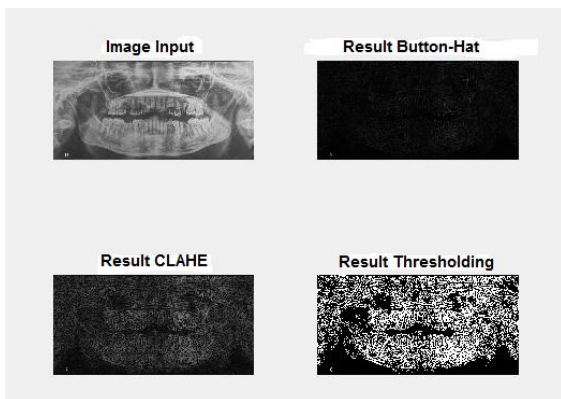 Image Input
Result Button-Hat
Result CLAHE
Result Thresholding